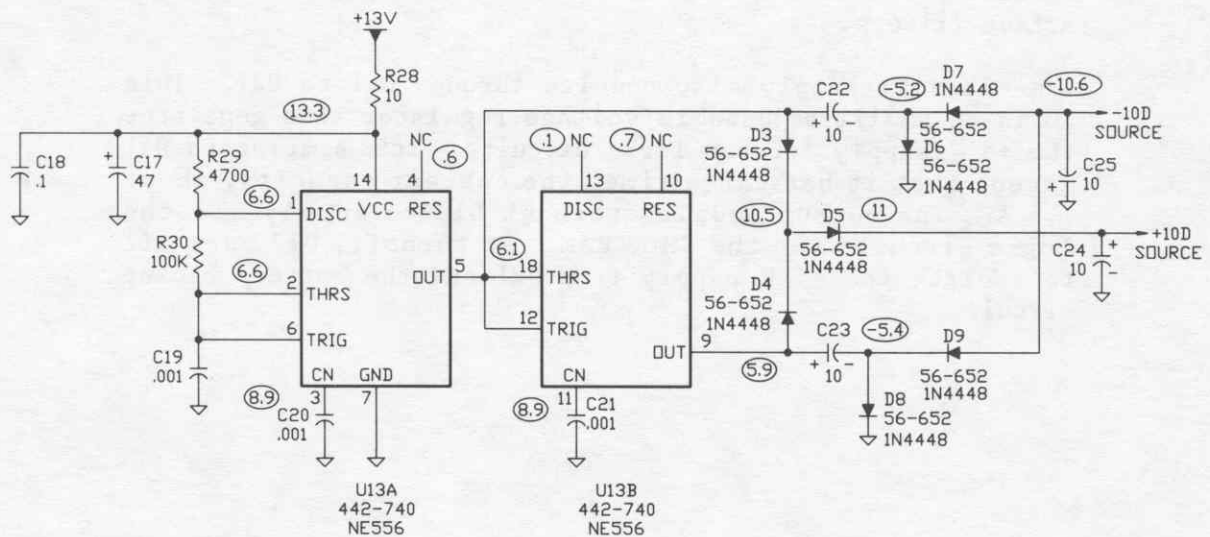 +13V
R28
10
13.3
C18
.1
C17
47
+
R29
4700
R30
100K
C19
.001
6.6
6.6
NC
.6
14
4
VCC
RES
1
DISC
2
THRS
6
TRIG
OUT
5
CN
GND
3
7
8.9
C20
.001
U13A
442-740
NE556
6.1
.1
NC
.7
NC
13
10
DISC
RES
18
THRS
12
TRIG
OUT
9
CN
11
8.9
C21
.001
U13B
442-740
NE556
D3
56-652
1N4448
C22
+
10
-
-5.2
D7
1N4448
56-652
D6
56-652
1N4448
-10.6
-10D
SOURCE
C25
10
+
10.5
D5
11
56-652
1N4448
+10D
SOURCE
C24
10
+
-
D4
56-652
1N4448
5.9
C23
+
10
-
-5.4
D9
56-652
1N4448
D8
56-652
1N4448